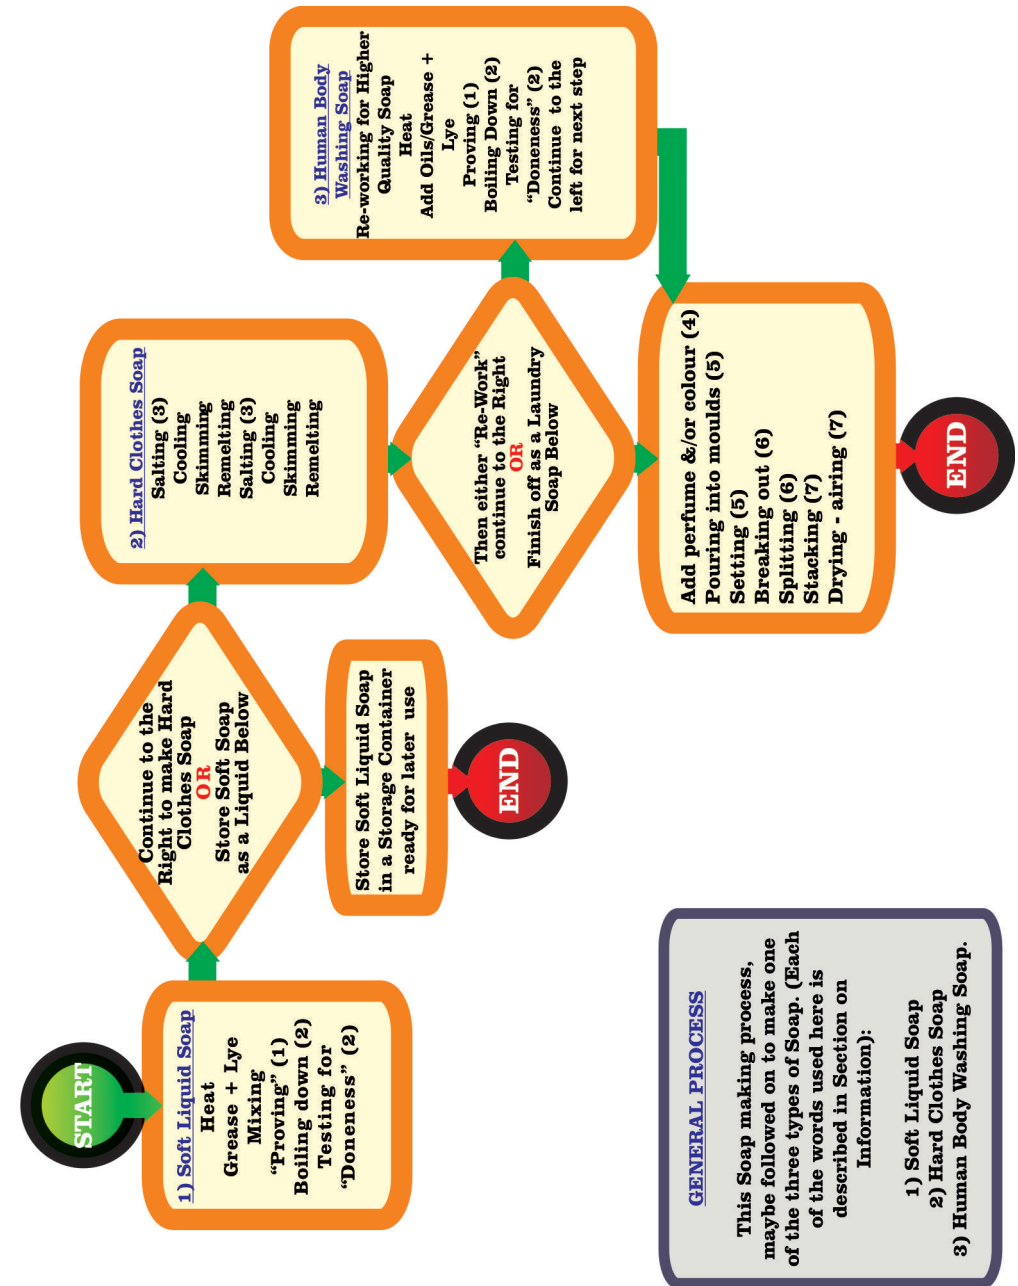 START
1) Soft Liquid Soap
Heat
Grease + Lye
Mixing
“Proving” (1)
Boiling down (2)
Testing for
“Doneness” (2)
Continue to the
Right to make Hard
Clothes Soap
OR
Store Soft Soap
as a Liquid Below
Store Soft Liquid Soap
in a Storage Container
ready for later use
END
2) Hard Clothes Soap
Salting (3)
Cooling
Skimming
Remelting
Salting (3)
Cooling
Skimming
Remelting
Then either “Re-Work”
continue to the Right
OR
Finish off as a Laundry
Soap Below
3) Human Body
Washing Soap
Re-working for Higher
Quality Soap
Heat
Add Oils/Grease +
Lye
Proving (1)
Boiling Down (2)
Testing for
“Doneness” (2)
Continue to the
left for next step
Add perfume &/or colour (4)
Pouring into moulds (5)
Setting (5)
Breaking out (6)
Splitting (6)
Stacking (7)
Drying - airing (7)
END
GENERAL PROCESS
This Soap making process,
maybe followed on to make one
of the three types of Soap. (Each
of the words used here is
described in Section on
Information):
1) Soft Liquid Soap
2) Hard Clothes Soap
3) Human Body Washing Soap.